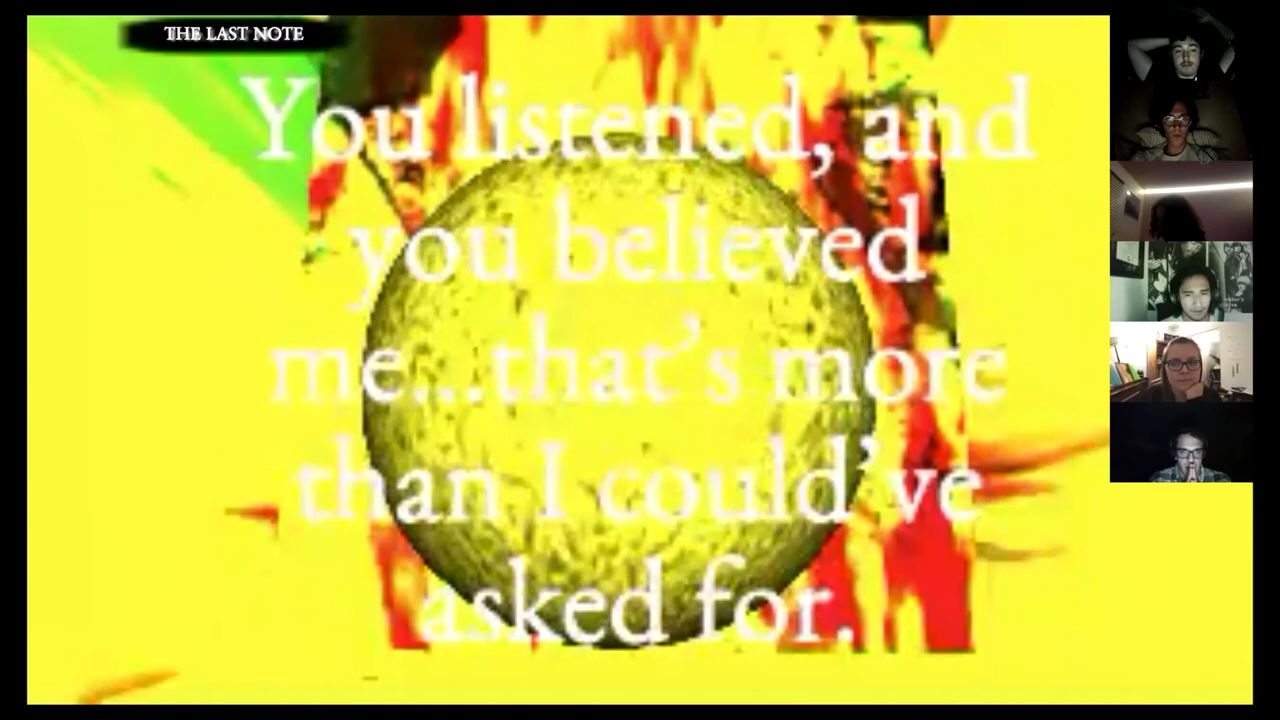 THE LAST NOTE
You listened, and
you believed
me...that's more
than I could've
asked for.